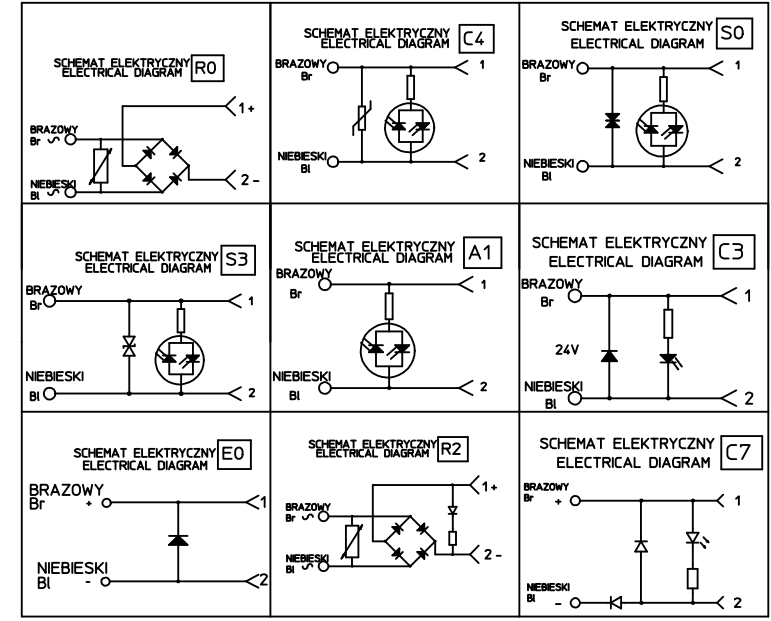 SCHEMAT ELEKTRYCZNY
ELECTRICAL DIAGRAM R0
1+
BRAZOWY
Br ~
NIEBIESKI
Bl ~
2-
SCHEMAT ELEKTRYCZNY
ELECTRICAL DIAGRAM C4
BRAZOWY 1
Br
NIEBIESKI 2
Bl
SCHEMAT ELEKTRYCZNY
ELECTRICAL DIAGRAM S0
BRAZOWY 1
Br
NIEBIESKI 2
Bl
SCHEMAT ELEKTRYCZNY
ELECTRICAL DIAGRAM S3
BRAZOWY
Br 1
NIEBIESKI
Bl 2
SCHEMAT ELEKTRYCZNY
ELECTRICAL DIAGRAM A1
BRAZOWY
Br 1
NIEBIESKI
Bl 2
SCHEMAT ELEKTRYCZNY
ELECTRICAL DIAGRAM C3
BRAZOWY
Br 1
24V
NIEBIESKI
Bl 2
SCHEMAT ELEKTRYCZNY
ELECTRICAL DIAGRAM E0
BRAZOWY
Br + 1
NIEBIESKI
Bl - 2
SCHEMAT ELEKTRYCZNY
ELECTRICAL DIAGRAM R2
1+
BRAZOWY
Br ~
NIEBIESKI
Bl ~
2-
SCHEMAT ELEKTRYCZNY
ELECTRICAL DIAGRAM C7
BRAZOWY
Br + 1
NIEBIESKI
Bl - 2